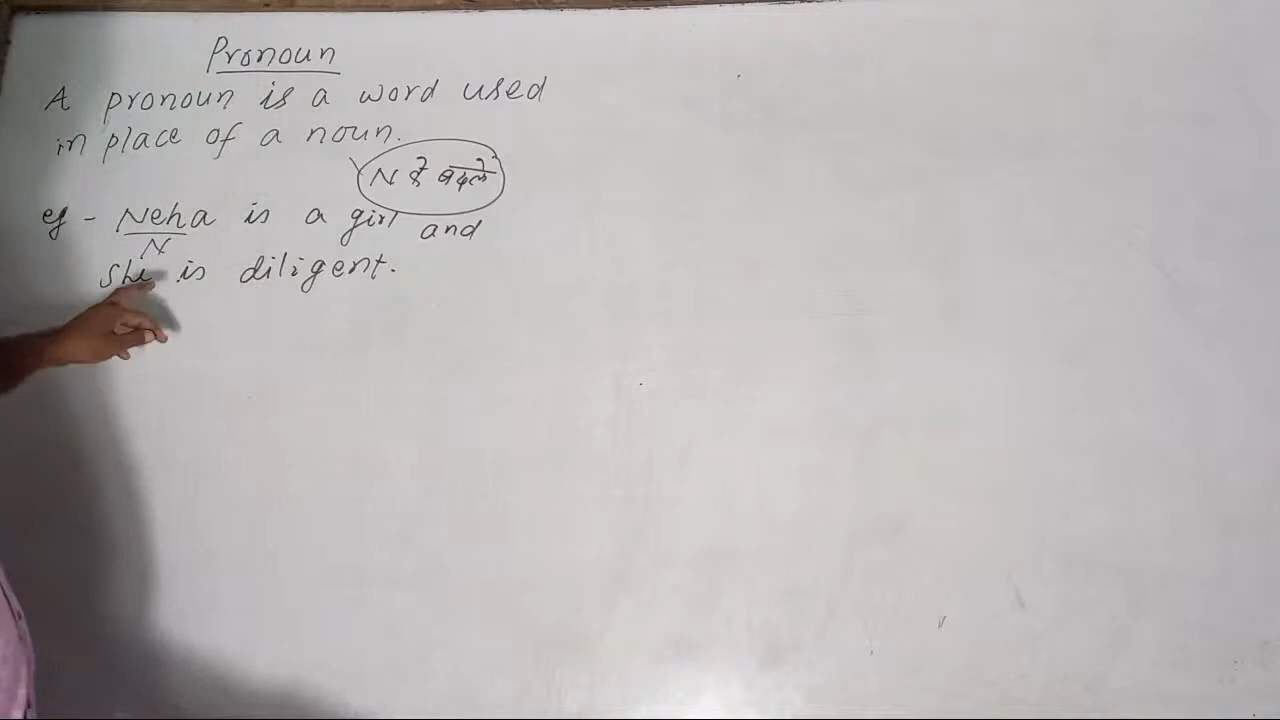 Pronoun
A pronoun is a word used
in place of a noun.
N के बदले
eg - Neha is a girl and
N
She is diligent.